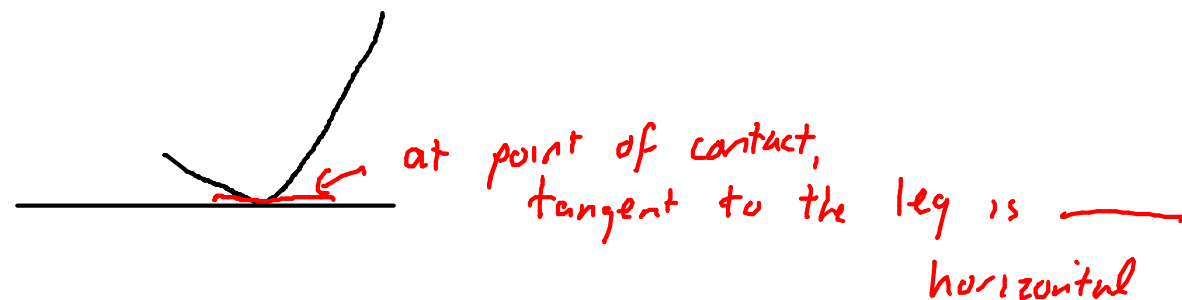 at point of contact,
tangent to the leg is
horizontal